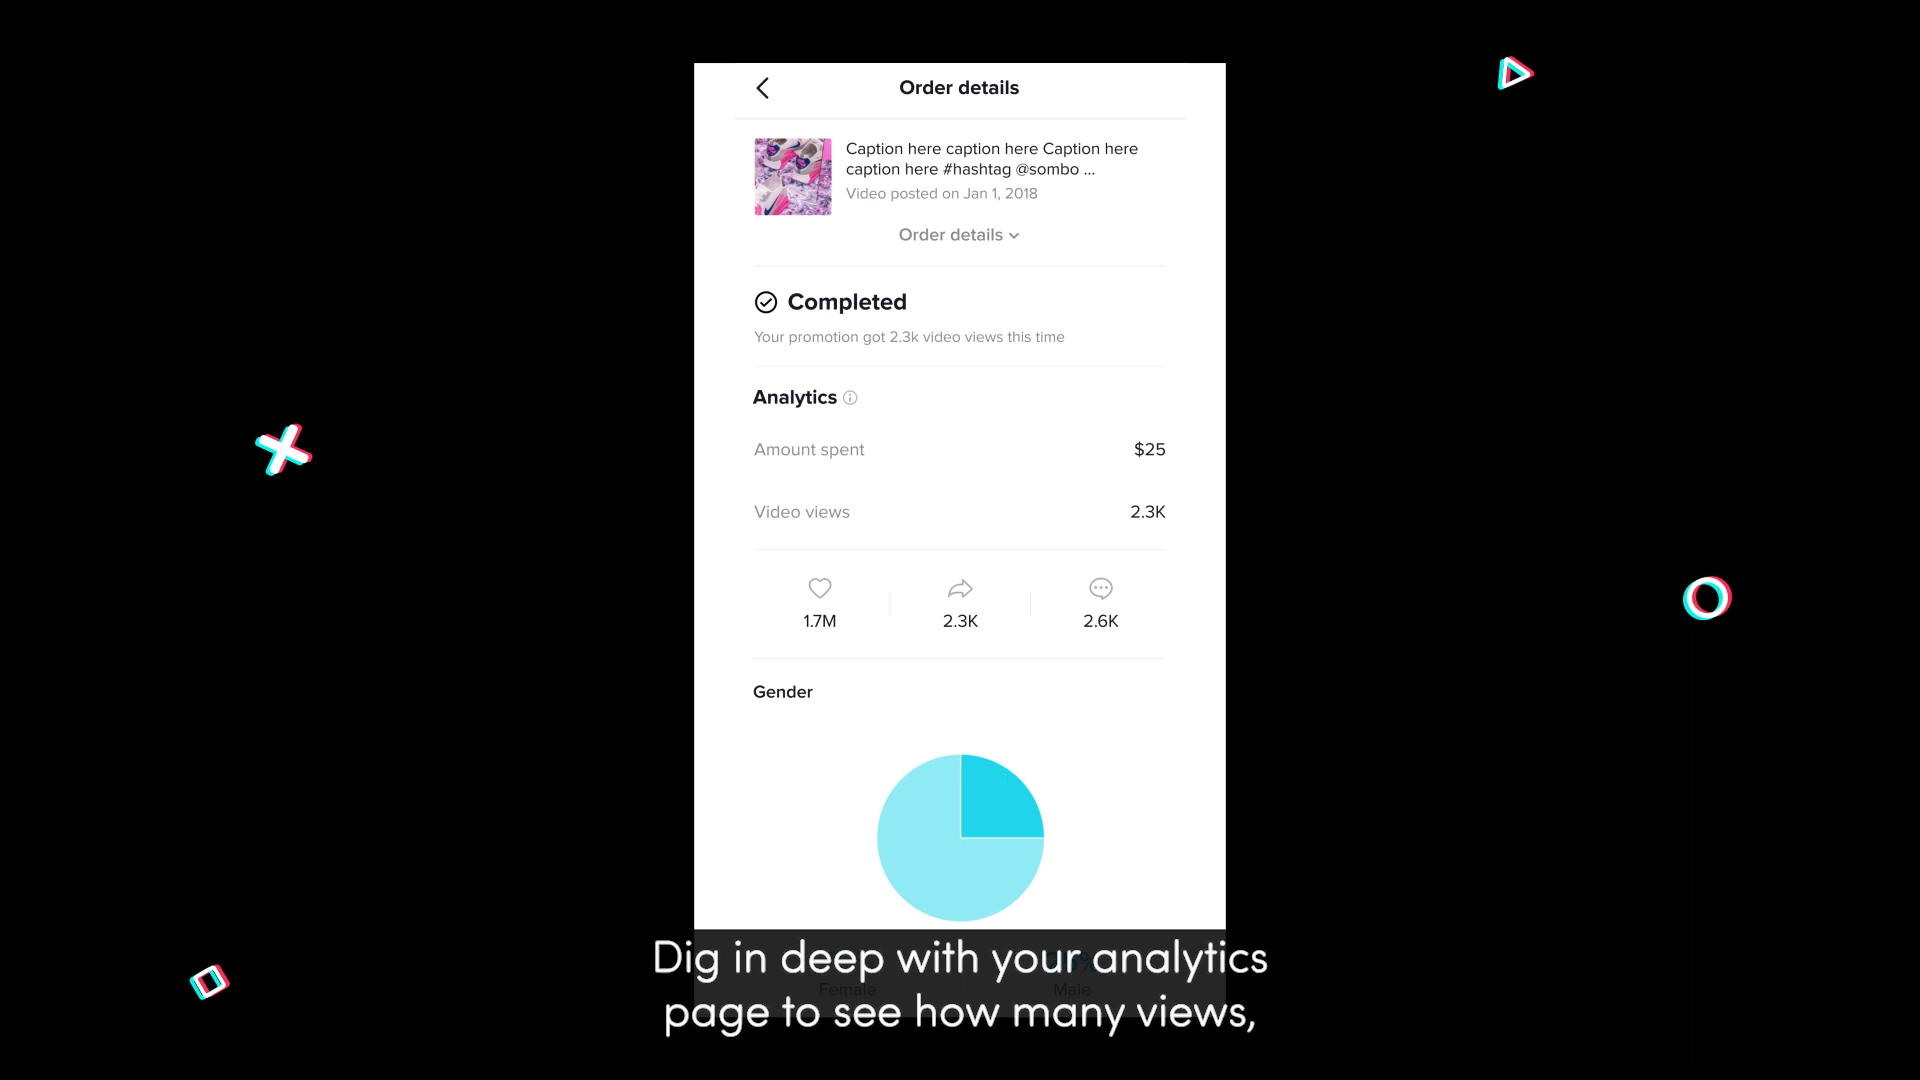 Order details
Caption here caption here Caption here
caption here #hashtag @sombo ...
Video posted on Jan 1, 2018
Order details
Completed
Your promotion got 2.3k video views this time
Analytics
Amount spent
$25
Video views
2.3K
1.7M
2.3K
2.6K
Gender
Dig in deep with your analytics
Female
Male
page to see how many views,